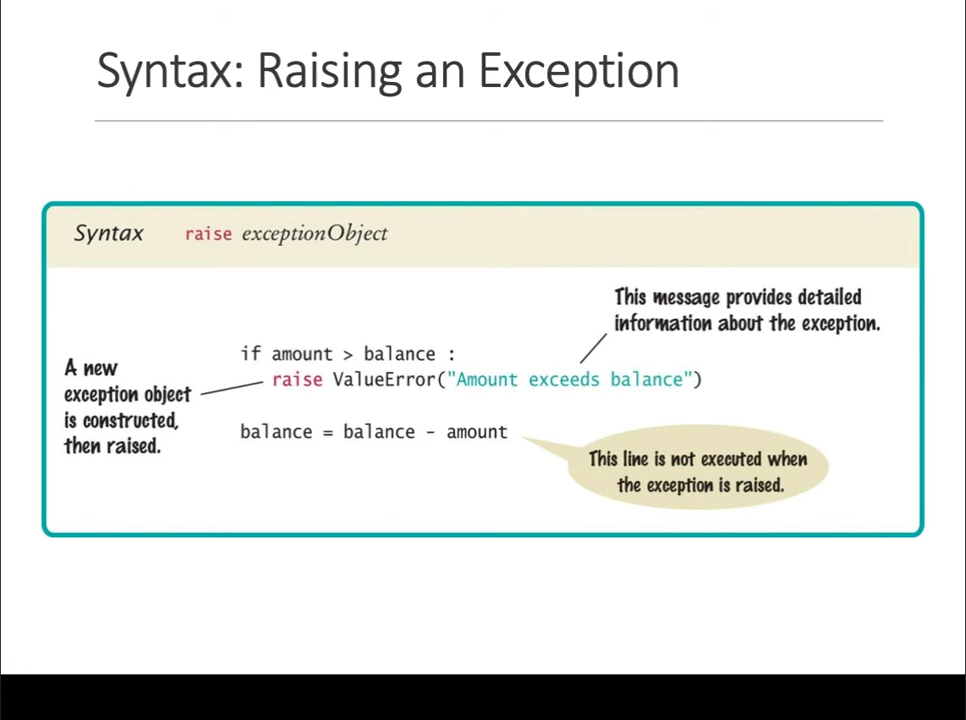 Syntax: Raising an Exception
Syntax raise exceptionObject
This message provides detailed
information about the exception.
if amount > balance :
raise ValueError("Amount exceeds balance")
A new
exception object
is constructed,
then raised.
balance = balance - amount
This line is not executed when
the exception is raised.